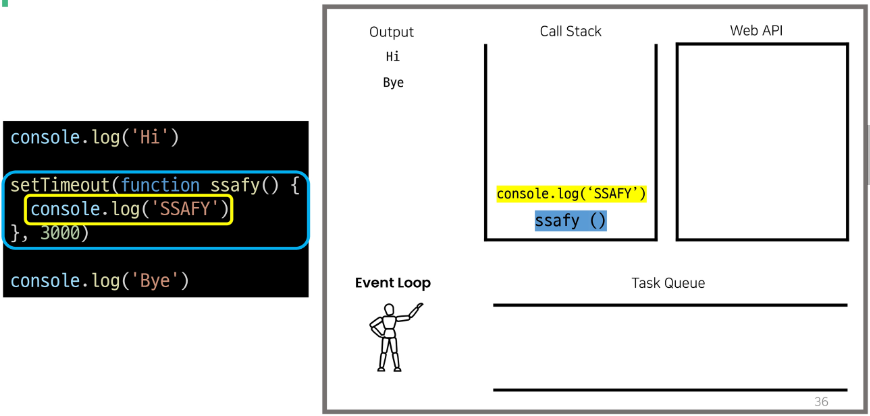 console.log('Hi')
setTimeout(function ssafy() {
console.log('SSAFY')
}, 3000)
console.log('Bye')
Output
Hi
Bye
Call Stack
console.log(‘SSAFY’)
ssafy ()
Web API
Event Loop
Task Queue
36